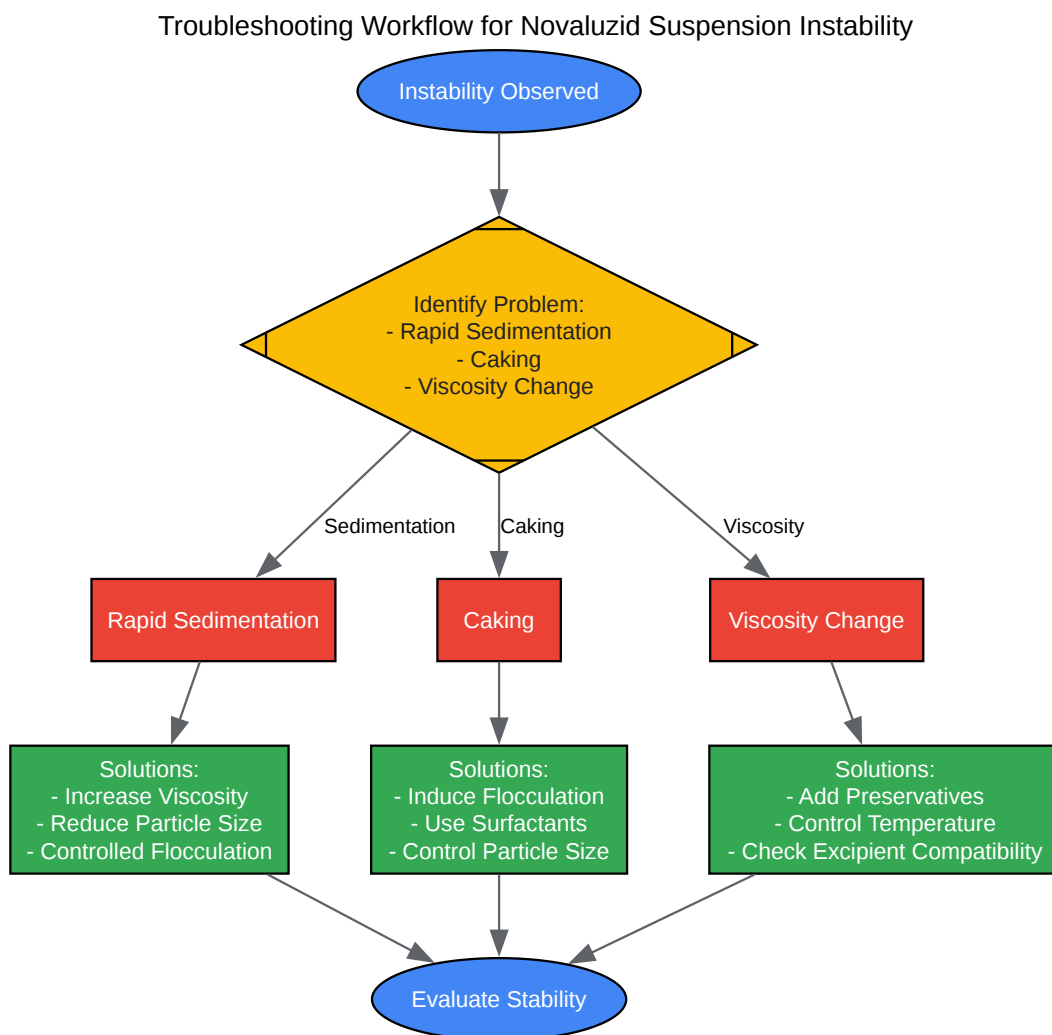 Troubleshooting Workflow for Novaluzid Suspension Instability
Instability Observed
Identify Problem:
- Rapid Sedimentation
- Caking
- Viscosity Change
Sedimentation
Caking
Viscosity
Rapid Sedimentation
Caking
Viscosity Change
Solutions:
- Increase Viscosity
- Reduce Particle Size
- Controlled Flocculation
Solutions:
- Induce Flocculation
- Use Surfactants
- Control Particle Size
Solutions:
- Add Preservatives
- Control Temperature
- Check Excipient Compatibility
Evaluate Stability